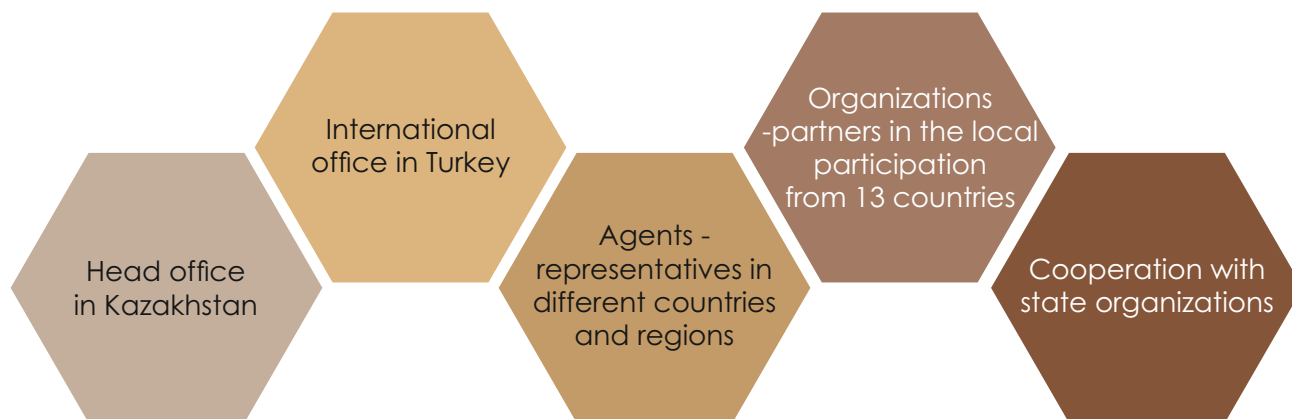 Head office
in Kazakhstan
International
office in Turkey
Agents -
representatives in
different countries
and regions
Organizations
-partners in the local
participation
from 13 countries
Cooperation with
state organizations